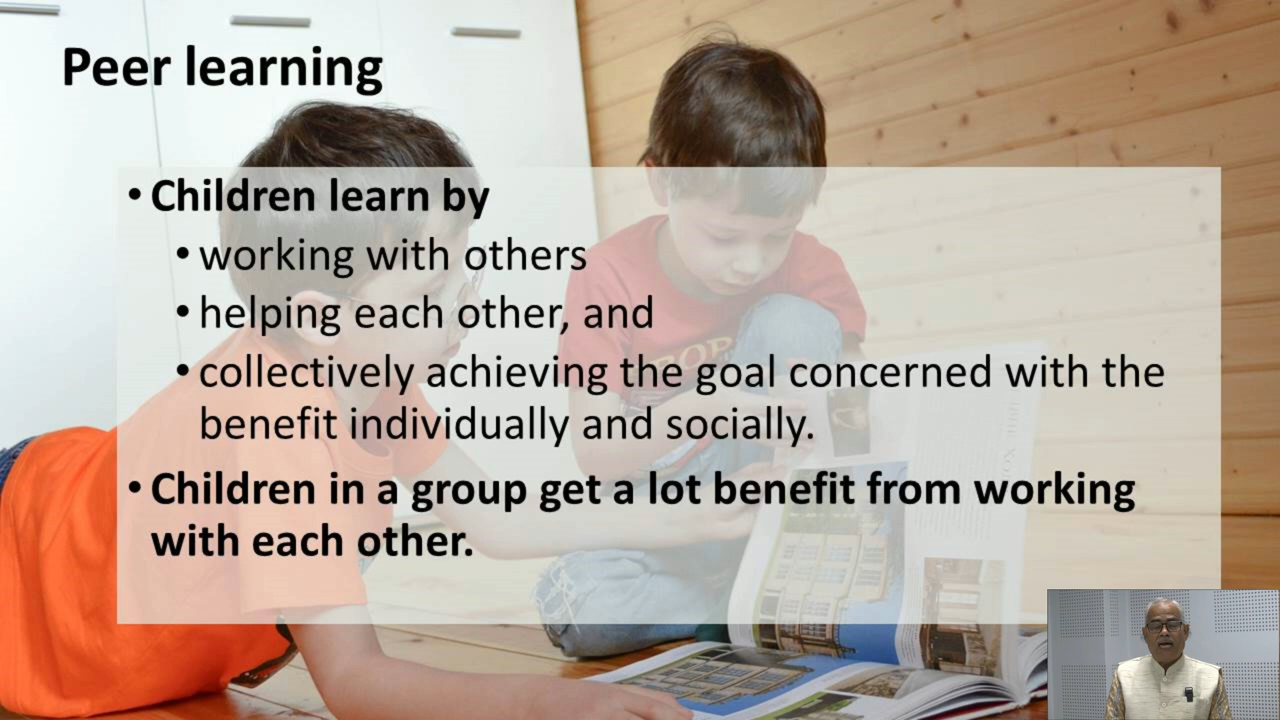 Peer learning
• Children learn by
• working with others
• helping each other, and
• collectively achieving the goal concerned with the
benefit individually and socially.
• Children in a group get a lot benefit from working
with each other.